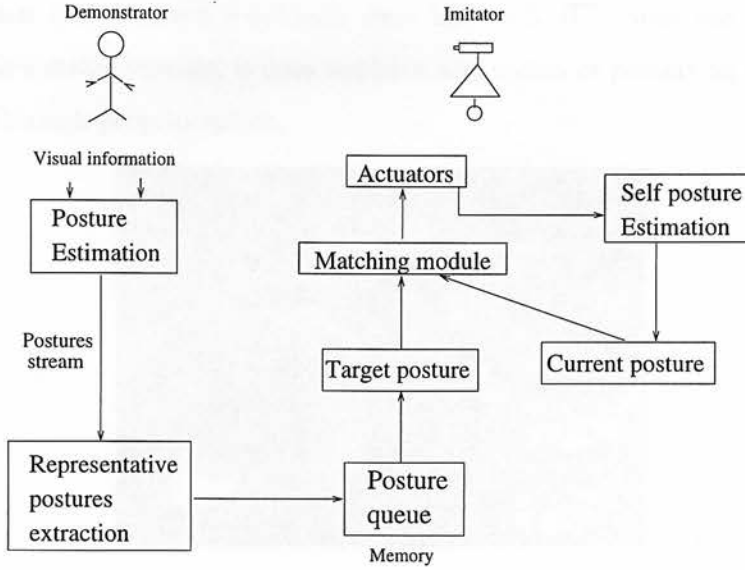 Demonstrator
Imitator
Visual information
Posture
Estimation
Actuators
Self posture
Estimation
Matching module
Postures
stream
Target posture
Current posture
Representative
postures
extraction
Posture
queue
Memory